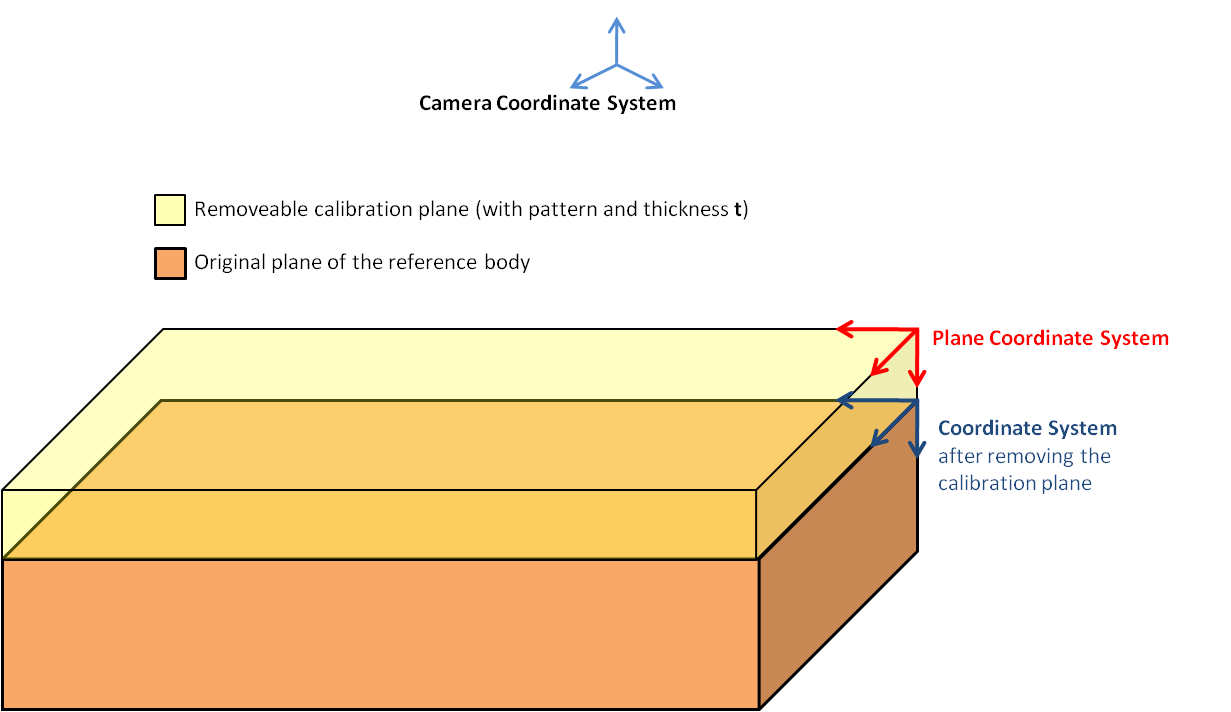 Camera Coordinate System
Removeable calibration plane (with pattern and thickness t)
Original plane of the reference body
Plane Coordinate System
Coordinate System
after removing the
calibration plane